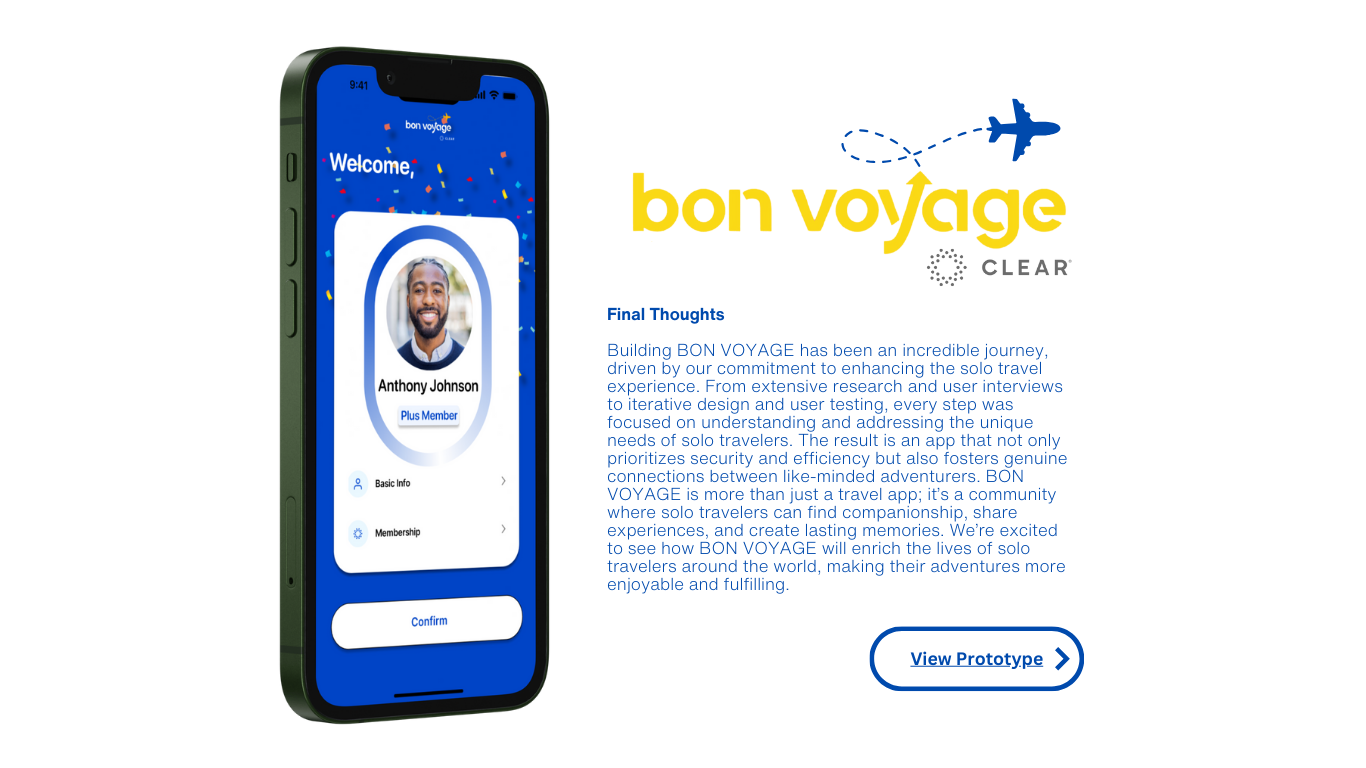 9:41
bon voyage
CLEAR
Welcome,
Anthony Johnson
Plus Member
Basic Info
Membership
Confirm
bon voyage
CLEAR®
Final Thoughts
Building BON VOYAGE has been an incredible journey,
driven by our commitment to enhancing the solo travel
experience. From extensive research and user interviews
to iterative design and user testing, every step was
focused on understanding and addressing the unique
needs of solo travelers. The result is an app that not only
prioritizes security and efficiency but also fosters genuine
connections between like-minded adventurers. BON
VOYAGE is more than just a travel app; it’s a community
where solo travelers can find companionship, share
experiences, and create lasting memories. We’re excited
to see how BON VOYAGE will enrich the lives of solo
travelers around the world, making their adventures more
enjoyable and fulfilling.
View Prototype